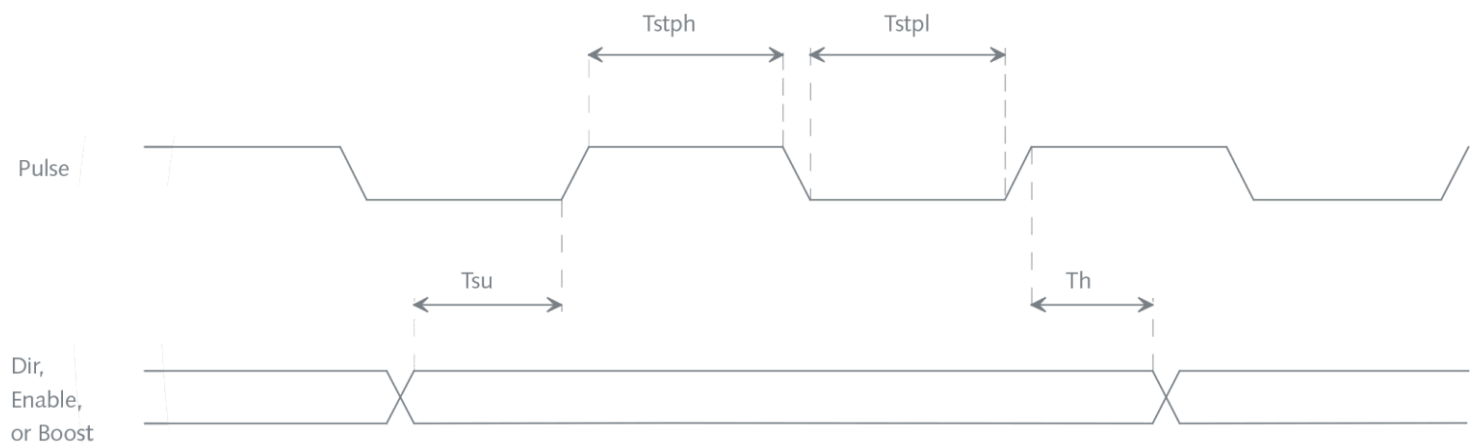 Tstph
Tstpl
Pulse
Tsu
Th
Dir,
Enable,
or Boost